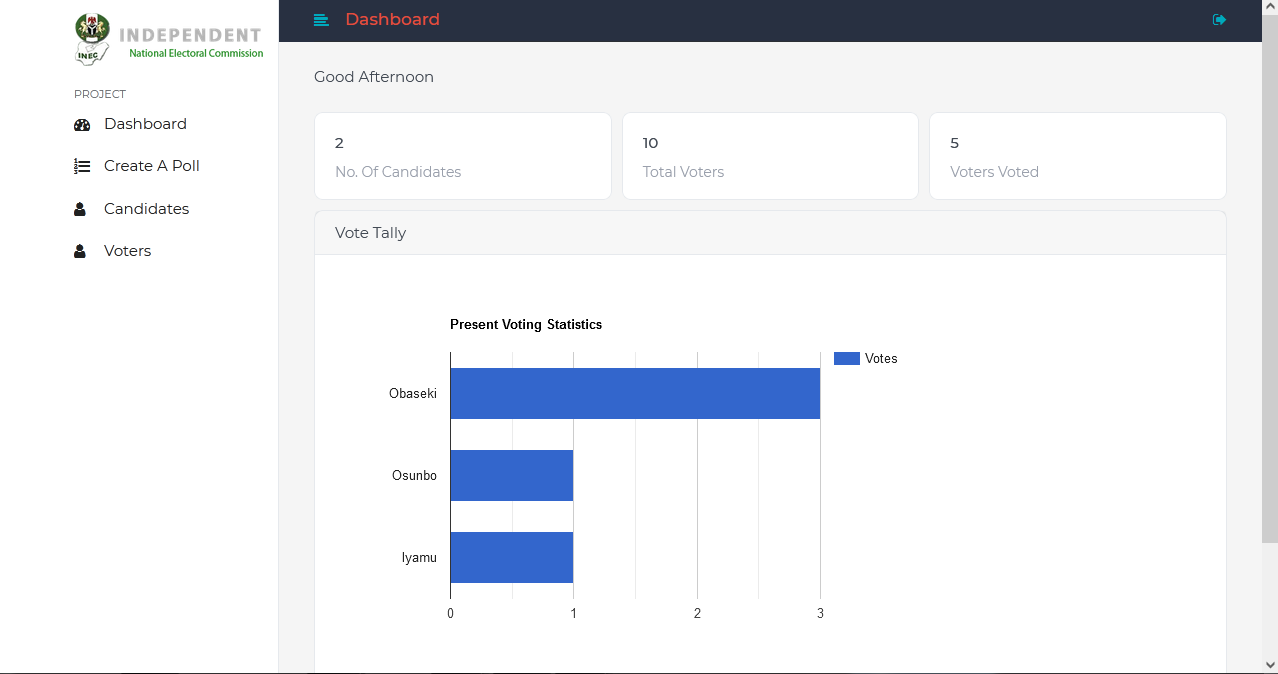 INEC
INDEPENDENT
National Electoral Commission
PROJECT
Dashboard
Create A Poll
Candidates
Voters
Dashboard
Good Afternoon
2
No. Of Candidates
10
Total Voters
5
Voters Voted
Vote Tally
Present Voting Statistics
Votes
Obaseki
Osunbo
Iyamu
0 1 2 3